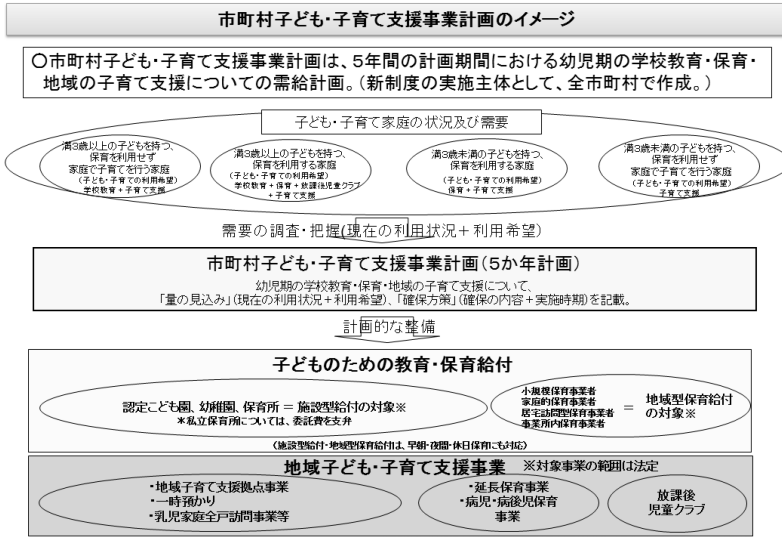 市町村子ども・子育て支援事業計画のイメージ
〇市町村子ども・子育て支援事業計画は、5年間の計画期間における幼児期の学校教育・保育・
地域の子育て支援についての需給計画。（新制度の実施主体として、全市町村で作成。）
子ども・子育て家庭の状況及び需要
満3歳以上の子どもを持つ、
保育を利用せず
家庭で子育てを行う家庭
（子ども・子育ての利用希望）
学校教育＋子育て支援
満3歳以上の子どもを持つ、
保育を利用する家庭
（子ども・子育ての利用希望）
学校教育＋保育＋放課後児童クラブ
＋子育て支援
満3歳未満の子どもを持つ、
保育を利用する家庭
（子ども・子育ての利用希望）
保育＋子育て支援
満3歳未満の子どもを持つ、
保育を利用せず
家庭で子育てを行う家庭
（子ども・子育ての利用希望）
子育て支援
需要の調査・把握（現在の利用状況＋利用希望）
市町村子ども・子育て支援事業計画（5か年計画）
幼児期の学校教育・保育・地域の子育て支援について、
「量の見込み」（現在の利用状況＋利用希望）、「確保方策」（確保の内容＋実施時期）を記載。
計画的な整備
子どものための教育・保育給付
認定こども園、幼稚園、保育所 ＝ 施設型給付の対象※
＊私立保育所については、委託費を支弁
小規模保育事業者
家庭的保育事業者
居宅訪問型保育事業者
事業所内保育事業者
＝ 地域型保育給付
の対象※
（施設型給付・地域型保育給付は、早朝・夜間・休日保育にも対応）
地域子ども・子育て支援事業 ※対象事業の範囲は法定
・地域子育て支援拠点事業
・一時預かり
・乳児家庭全戸訪問事業等
・延長保育事業
・病児・病後児保育
事業
放課後
児童クラブ